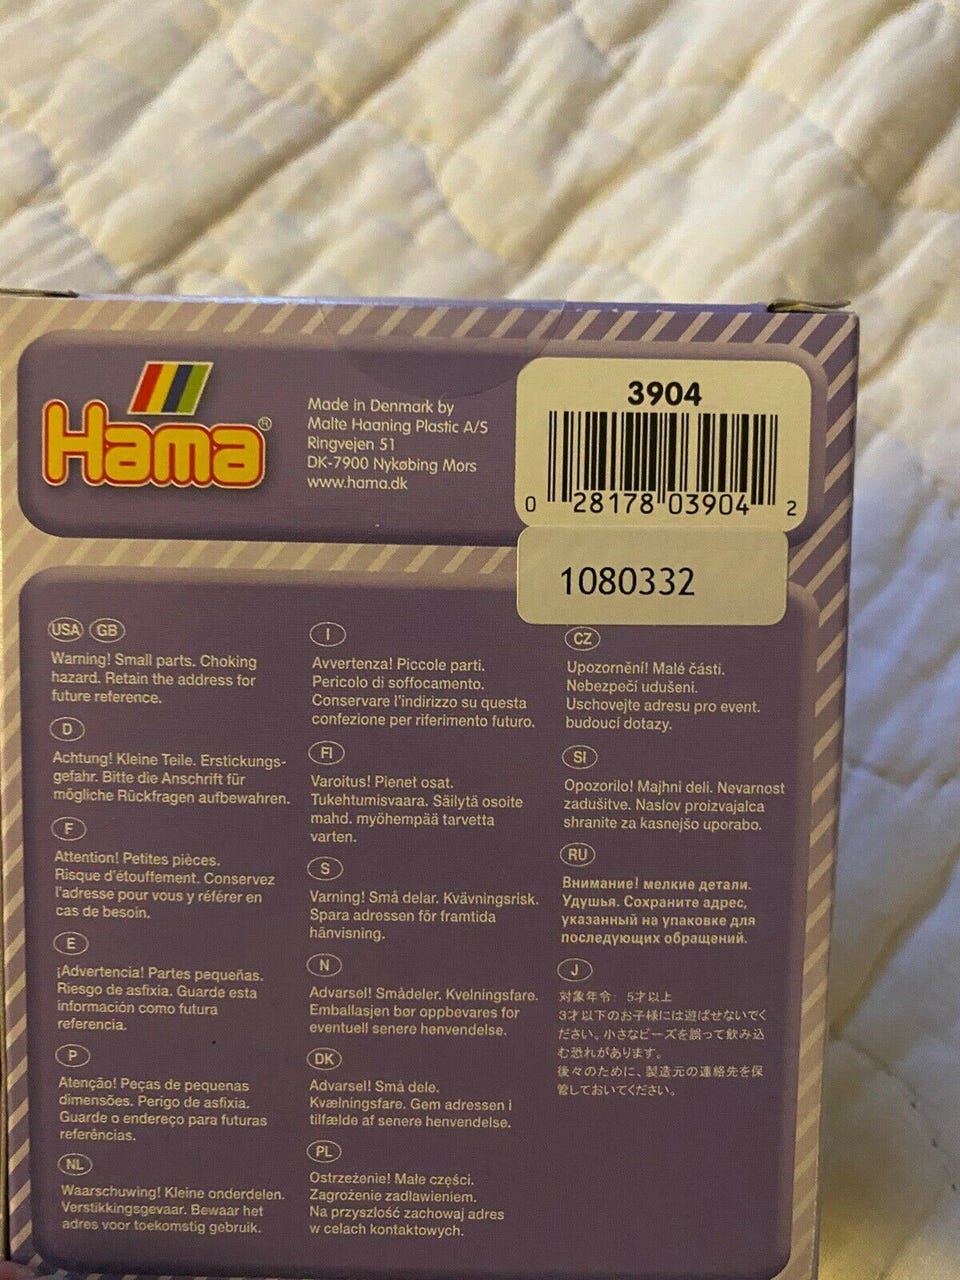 Hama®
Made in Denmark by
Malte Haaning Plastic A/S
Ringvejen 51
DK-7900 Nykøbing Mors
www.hama.dk
3904
0 28178 03904 2
1080332
USA GB
Warning! Small parts. Choking
hazard. Retain the address for
future reference.
D
Achtung! Kleine Teile. Erstickungs-
gefahr. Bitte die Anschrift für
mögliche Rückfragen aufbewahren.
F
Attention! Petites pièces.
Risque d'étouffement. Conservez
l'adresse pour vous y référer en
cas de besoin.
E
¡Advertencia! Partes pequeñas.
Riesgo de asfixia. Guarde esta
información como futura
referencia.
P
Atenção! Peças de pequenas
dimensões. Perigo de asfixia.
Guarde o endereço para futuras
referências.
NL
Waarschuwing! Kleine onderdelen.
Verstikkingsgevaar. Bewaar het
adres voor toekomstig gebruik.
I
Avvertenza! Piccole parti.
Pericolo di soffocamento.
Conservare l'indirizzo su questa
confezione per riferimento futuro.
FI
Varoitus! Pienet osat.
Tukehtumisvaara. Säilytä osoite
mahd. myöhempää tarvetta
varten.
S
Varning! Små delar. Kvävningsrisk.
Spara adressen för framtida
hänvisning.
N
Advarsel! Smådeler. Kvelningsfare.
Emballasjen bør oppbevares for
eventuell senere henvendelse.
DK
Advarsel! Små dele.
Kvælningsfare. Gem adressen i
tilfælde af senere henvendelse.
PL
Ostrzeżenie! Małe części.
Zagrożenie zadławieniem.
Na przyszłość zachowaj adres
w celach kontaktowych.
CZ
Upozornění! Malé části.
Nebezpečí udušení.
Uschovejte adresu pro event.
budoucí dotazy.
SI
Opozorilo! Majhni deli. Nevarnost
zadušitve. Naslov proizvajalca
shranite za kasnejšo uporabo.
RU
Внимание! мелкие детали.
Удушья. Сохраните адрес,
указанный на упаковке для
последующих обращений.
J
対象年令: 5才以上
3才以下のお子様には遊ばせないでく
ださい。小さなビーズを誤って飲み込
む恐れがあります。
後々のために、製造元の連絡先を保
管しておいてください。